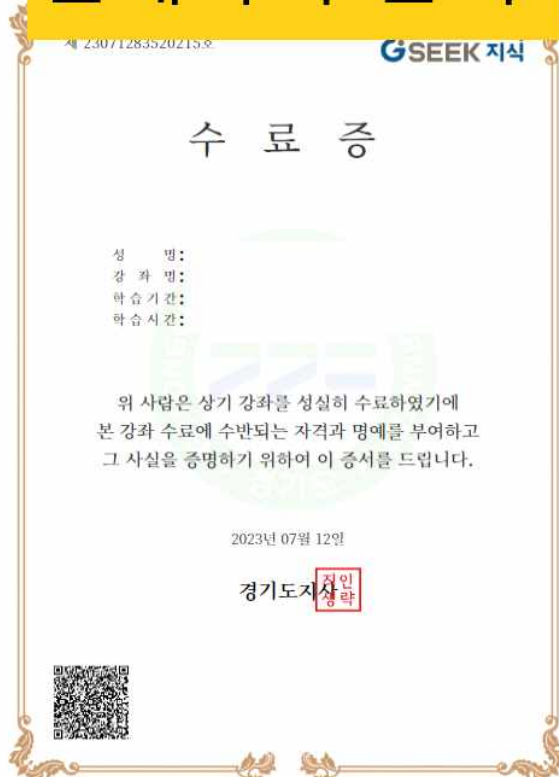 제 23071283520215호
GSEEK 지식
수 료 증
성 명:
강 좌 명:
학습기간:
학습시간:
위 사람은 상기 강좌를 성실히 수료하였기에
본 강좌 수료에 수반되는 자격과 명예를 부여하고
그 사실을 증명하기 위하여 이 증서를 드립니다.
경기도
2023년 07월 12일
경기도지사
직인
생략